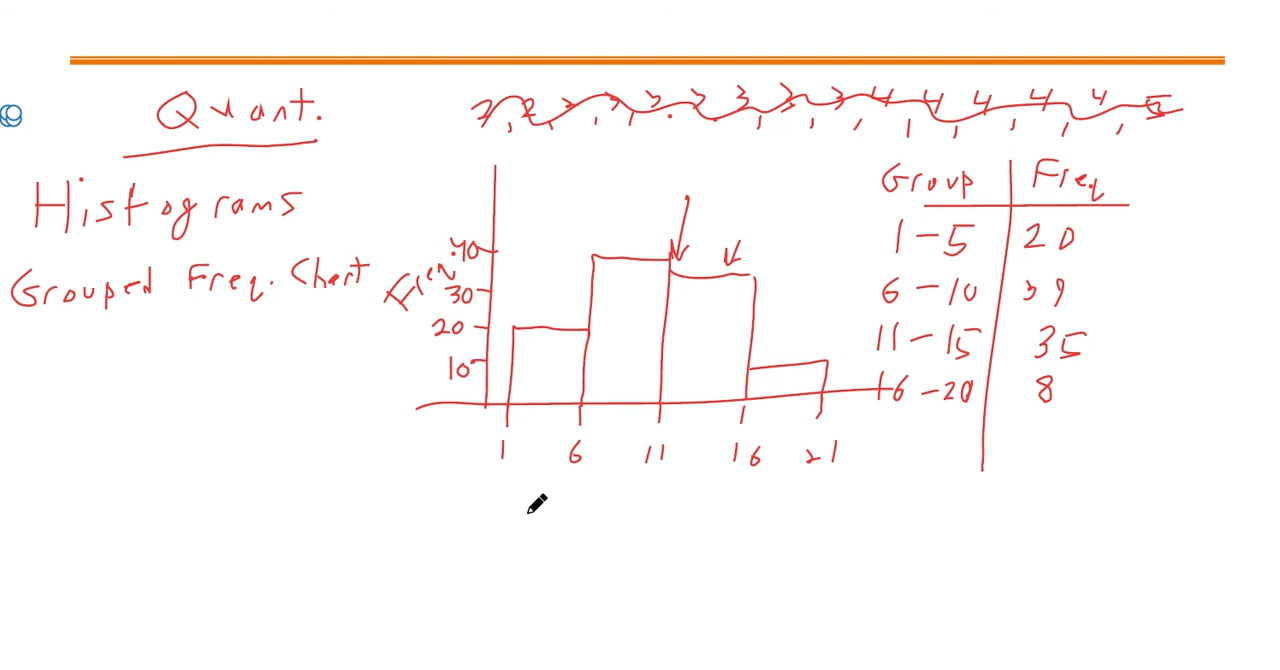 Quant.
Histograms
Grouped Freq. Chart
Freq.
40
30
20
10
1 6 11 16 21
Group Freq
1-5 20
6-10 39
11-15 35
16-20 8